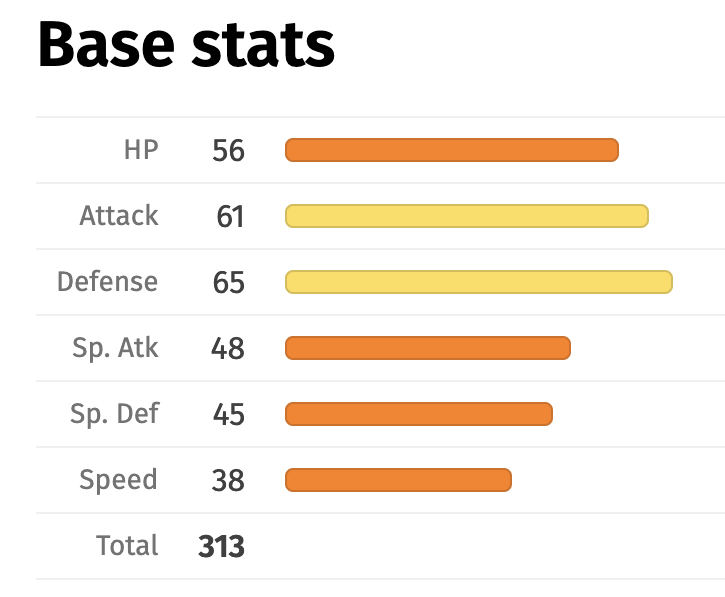 Base stats
HP 56
Attack 61
Defense 65
Sp. Atk 48
Sp. Def 45
Speed 38
Total 313